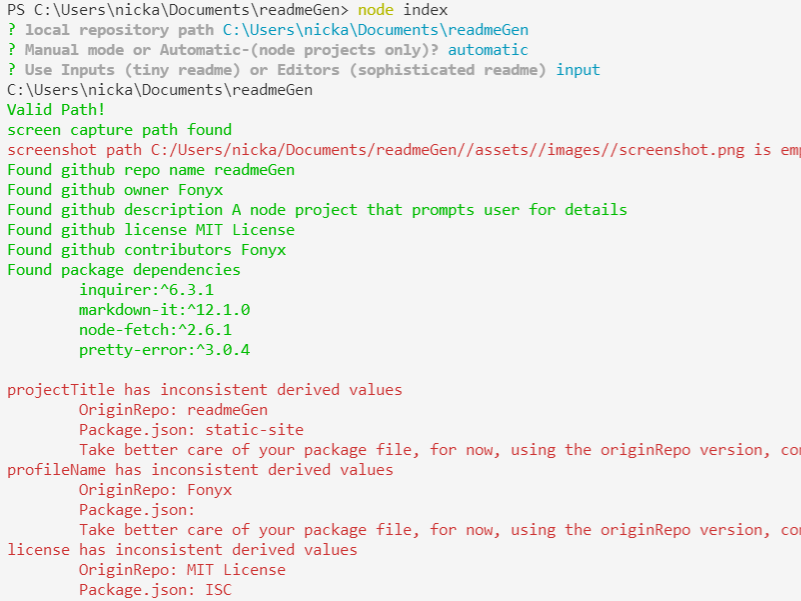 PS C:\Users\nicka\Documents\readmeGen> node index
? local repository path C:\Users\nicka\Documents\readmeGen
? Manual mode or Automatic-(node projects only)? automatic
? Use Inputs (tiny readme) or Editors (sophisticated readme) input
C:\Users\nicka\Documents\readmeGen
Valid Path!
screen capture path found
screenshot path C:/Users/nicka/Documents/readmeGen//assets//images//screenshot.png is
Found github repo name readmeGen
Found github owner Fonyx
Found github description A node project that prompts user for details
Found github license MIT License
Found github contributors Fonyx
Found package dependencies
inquirer:^6.3.1
markdown-it:^12.1.0
node-fetch:^2.6.1
pretty-error:^3.0.4
projectTitle has inconsistent derived values
OriginRepo: readmeGen
Package.json: static-site
Take better care of your package file, for now, using the originRepo version,
profileName has inconsistent derived values
OriginRepo: Fonyx
Package.json:
Take better care of your package file, for now, using the originRepo version,
license has inconsistent derived values
OriginRepo: MIT License
Package.json: ISC